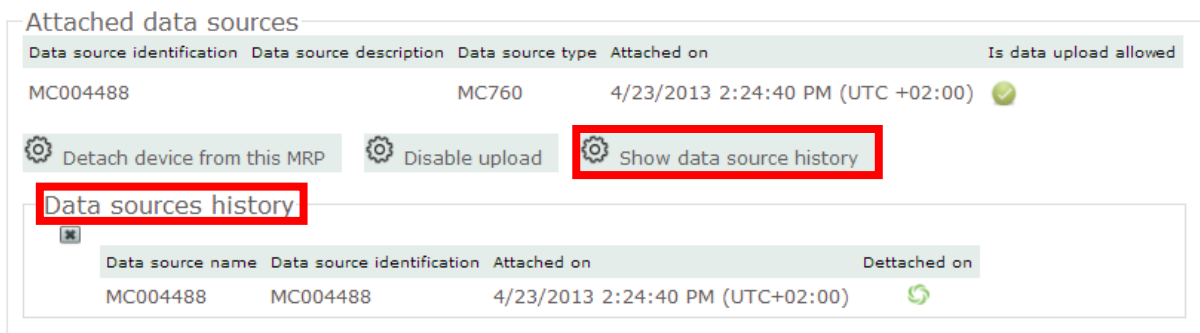 Attached data sources
Data source identification Data source description Data source type Attached on Is data upload allowed
MC004488 MC760 4/23/2013 2:24:40 PM (UTC +02:00)
Detach device from this MRP Disable upload Show data source history
Data sources history
Data source name Data source identification Attached on Dettached on
MC004488 MC004488 4/23/2013 2:24:40 PM (UTC+02:00)